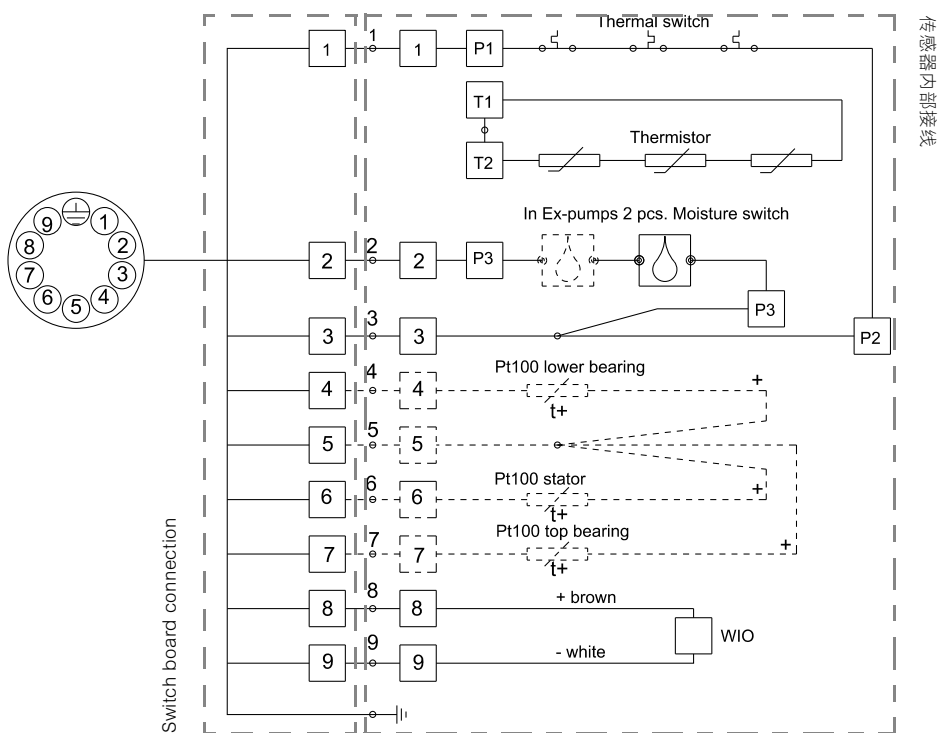 Thermal switch
1
1
1
P1
T1
Thermistor
T2
In Ex-pumps 2 pcs. Moisture switch
9
1
8
2
7
3
6
4
5
2
2
2
P3
P3
3
3
3
P2
Pt100 lower bearing
4
4
4
+
t+
5
5
5
Pt100 stator
6
6
6
+
t+
Pt100 top bearing
7
7
7
+
t+
8
8
8
+ brown
WIO
9
9
9
- white
Switch board connection
传感器内部接线